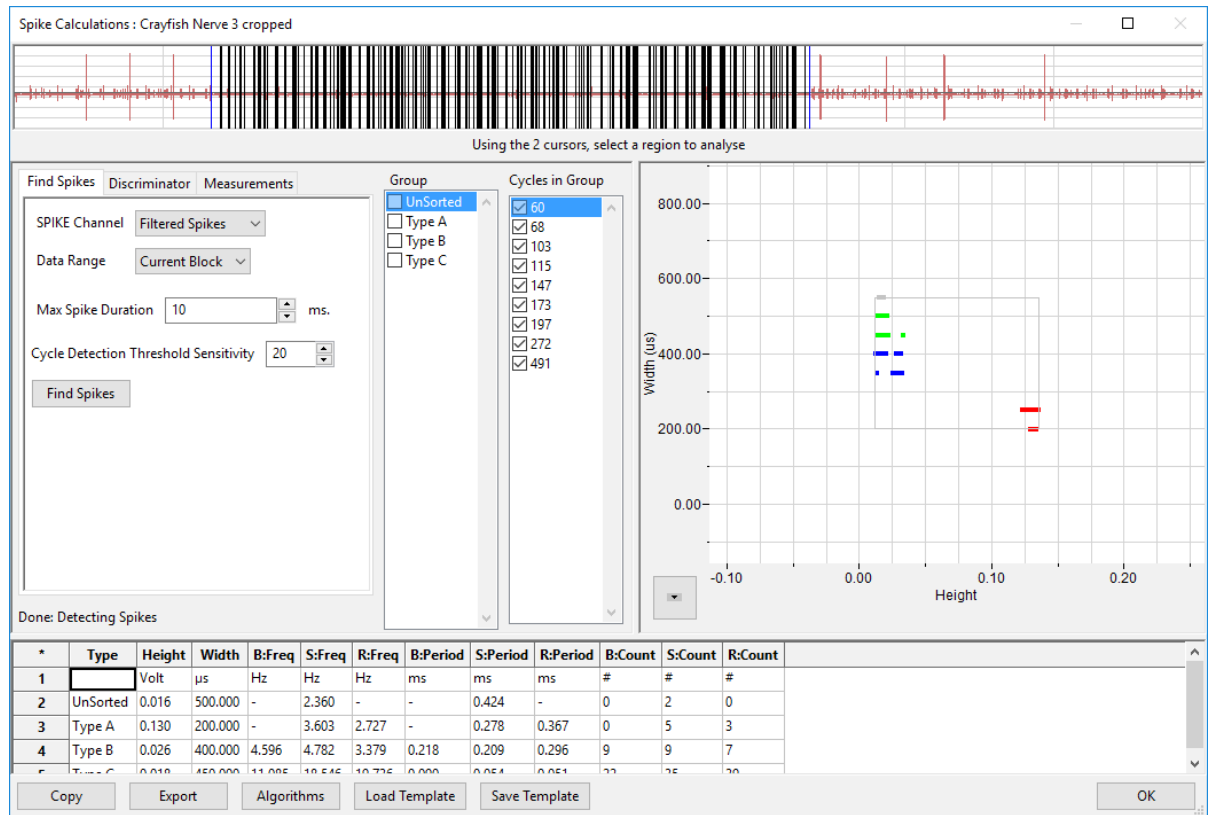 Spike Calculations : Crayfish Nerve 3 cropped
Using the 2 cursors, select a region to analyse
Find Spikes Discriminator Measurements
SPIKE Channel Filtered Spikes
Data Range Current Block
Max Spike Duration 10 ms.
Cycle Detection Threshold Sensitivity 20
Find Spikes
Done: Detecting Spikes
Group
UnSorted
Type A
Type B
Type C
Cycles in Group
60
68
103
115
147
173
197
272
491
Width (us)
800.00
600.00
400.00
200.00
0.00
-0.10 0.00 0.10 0.20
Height
* Type Height Width B:Freq S:Freq R:Freq B:Period S:Period R:Period B:Count S:Count R:Count
1 Volt µs Hz Hz Hz ms ms ms # # #
2 UnSorted 0.016 500.000 - 2.360 - - 0.424 - 0 2 0
3 Type A 0.130 200.000 - 3.603 2.727 - 0.278 0.367 0 5 3
4 Type B 0.026 400.000 4.596 4.782 3.379 0.218 0.209 0.296 9 9 7
Copy Export Algorithms Load Template Save Template OK